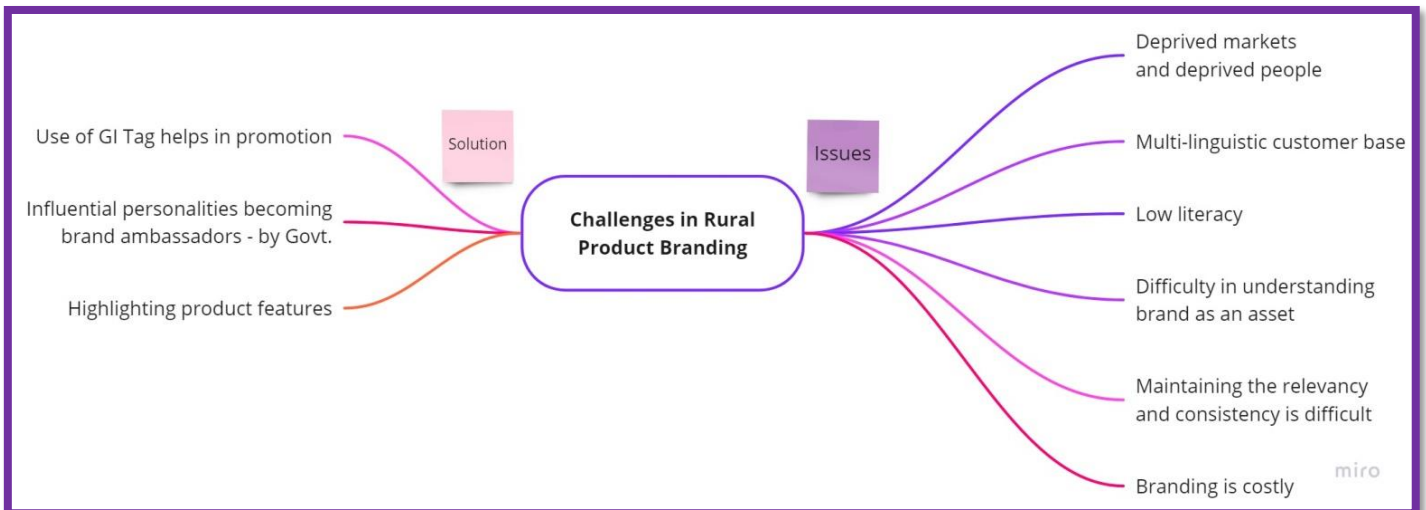 Solution
Use of GI Tag helps in promotion
Influential personalities becoming
brand ambassadors - by Govt.
Highlighting product features
Challenges in Rural
Product Branding
Issues
Deprived markets
and deprived people
Multi-linguistic customer base
Low literacy
Difficulty in understanding
brand as an asset
Maintaining the relevancy
and consistency is difficult
Branding is costly
miro